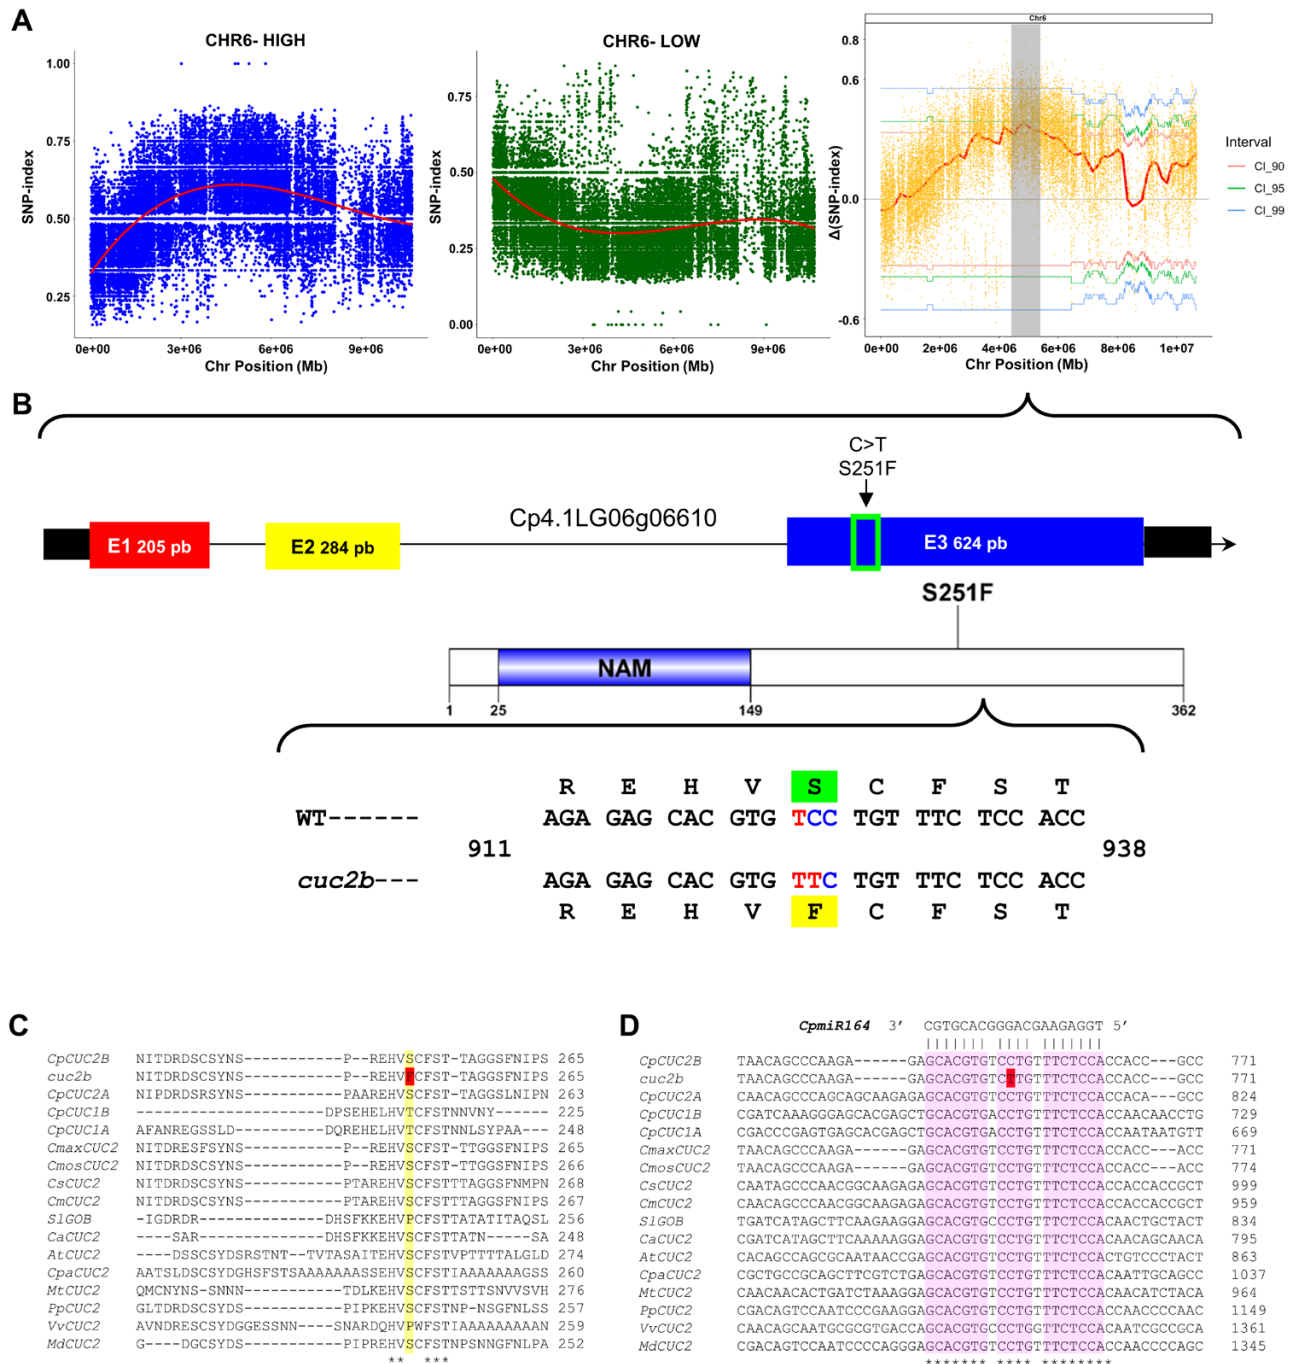 A
CHR6- HIGH
SNP-index
1.00
0.75
0.50
0.25
0e+00 3e+06 6e+06 9e+06
Chr Position (Mb)
CHR6- LOW
SNP-index
0.75
0.50
0.25
0.00
0e+00 3e+06 6e+06 9e+06
Chr Position (Mb)
Chr6
Δ(SNP-index)
0.8
0.6
0.0
-0.6
0e+00 2e+06 4e+06 6e+06 8e+06 1e+07
Chr Position (Mb)
Interval
CI_90
CI_95
CI_99
B
C>T
S251F
Cp4.1LG06g06610
E1 205 pb
E2 284 pb
E3 624 pb
S251F
NAM
1 25 149 362
R E H V S C F S T
WT------ AGA GAG CACGTG TCC TGT TTC TCC ACC
911 938
cuc2b--- AGA GAG CAC GTG TTC TGT TTC TCC ACC
R E H V F C F S T
C
CpCUC2B NITDRDSCSYNS-----------P--REHVSCFST-TAGGSFNIPS 265
cuc2b NITDRDSCSYNS-----------P--REHVFCFST-TAGGSFNIPS 265
CpCUC2A NIPDRDSRSYNS-----------PAAREHVSCFST-TAGGSLNIPN 263
CpCUC1B -----------------------DPSEHELHVTCFSTNNVNY---- 225
CpCUC1A AFANREGSSLD------------DQREHELHVTCFSTNNLSYPAA-- 248
CmaxCUC2 NITDRESFSYNS-----------P--REHVSCFST-TTGGSFNIPS 265
CmosCUC2 NITDRDSCSYNS-----------P--REHVSCFST-TTGGSFNIPS 266
CsCUC2 NITDRDSCSYNS-----------PTAREHVSCFSTTTAGGSFNMPN 268
CmCUC2 NITDRDSCSYNS-----------PTAREHVSCFSTTTAGGSFNIPS 267
SlGOB -IGDRDR---------------DHSFKKEHVPCFSTTATATITAQSL 256
CaCUC2 ----SAR---------------DHSFKKEHVSCFSTTATN----SA 248
AtCUC2 ----DSSCSYDSRSTNT--TVTASAITEHVSCFSTVPTTTTALGLD 274
CpaCUC2 AATSLDSCSYDGHSFSTSAAAAAAASSEHVSCFSTIAAAAAAAGSS 260
MtCUC2 QMCNYNS-SNNN-----------TDLKEHVSCFSTTSTTSNVVSVH 276
PpCUC2 GLTDRDSCSYDS-----------PIPKEHVSCFSTNP-NSGFNLSS 257
VvCUC2 AVNDRESCSYDGGESSNN----SNARDQHVPWFSTIAAAAAAAAAN 259
MdCUC2 G----DGCSYDS-----------PIPREHVSCFSTNPSNNGFNLPA 252
** ***
D
CpmiR164 3’ CGTGCACGGGACGAAGAGGT 5’
||||||| |||| ||||||||
CpCUC2B TAACAGCCCAAGA------GAGCACGTGTCCTGTTTCTCCACCACC---GCC 771
cuc2b TAACAGCCCAAGA------GAGCACGTGTCTTGTTTCTCCACCACC---GCC 771
CpCUC2A CAACAGCCCAGCAGCAAGAGAGCACGTGTCCTGTTTCTCCACCACA---GCC 824
CpCUC1B CGATCAAAGGGAGCACGAGCTGCACGTGACCTGTTTCTCCACCAACAACCTG 729
CpCUC1A CGACCCGAGTGAGCACGAGCTGCACGTGACCTGTTTCTCCACCAATAATGTT 669
CmaxCUC2 TAACAGCCCAAGA------GAGCACGTGTCCTGTTTCTCCACCACC---ACC 771
CmosCUC2 TAACAGCCCAAGA------GAGCACGTGTCCTGTTTCTCCACCACC---ACC 774
CsCUC2 CAATAGCCCAACGGCAAGAGAGCACGTGTCCTGTTTCTCCACCACCACCGCT 999
CmCUC2 CAACAGCCCAACGGCAAGAGAGCACGTGTCCTGTTTCTCCACCACCACCGCT 959
SlGOB TGATCATAGCTTCAAGAAGGAGCACGTGCCCTGTTTCTCCACAACTGCTACT 834
CaCUC2 CGATCATAGCTTCAAAAAGGAGCACGTGTCCTGTTTCTCCACAACAGCAACA 795
AtCUC2 CACAGCCAGCGCAATAACCGAGCACGTGTCCTGTTTCTCCACTGTCCCTACT 863
CpaCUC2 CGCTGCCGCAGCTTCGTCTGAGCACGTGTCCTGTTTCTCCACAATTGCAGCC 1037
MtCUC2 CAACAACACTGATCTAAAGGAGCACGTGTCCTGTTTCTCCACAACATCTACA 964
PpCUC2 CGACAGTCCAATCCCGAAGGAGCACGTGTCCTGTTTCTCCACCAACCCCAAC 1149
VvCUC2 CAGCAGCAATGCGCGTGACCAGCACGTGCCCTGGTTCTCCACAATCGCCGCA 1361
MdCUC2 CGACAGTCCAATCCCAAGGGAGCACGTGTCCTGTTTCTCCACCAACCCCAGC 1345
******* **** ********